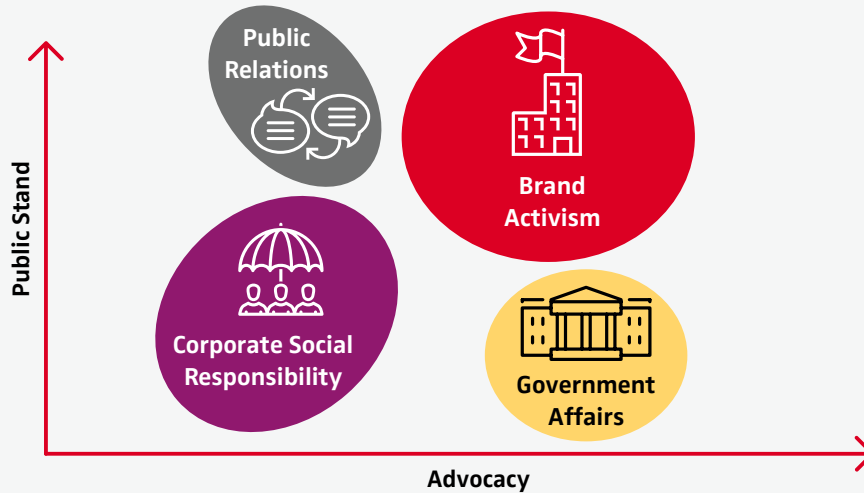 Public
Relations
Brand
Activism
Public Stand
Corporate Social
Responsibility
Government
Affairs
Advocacy